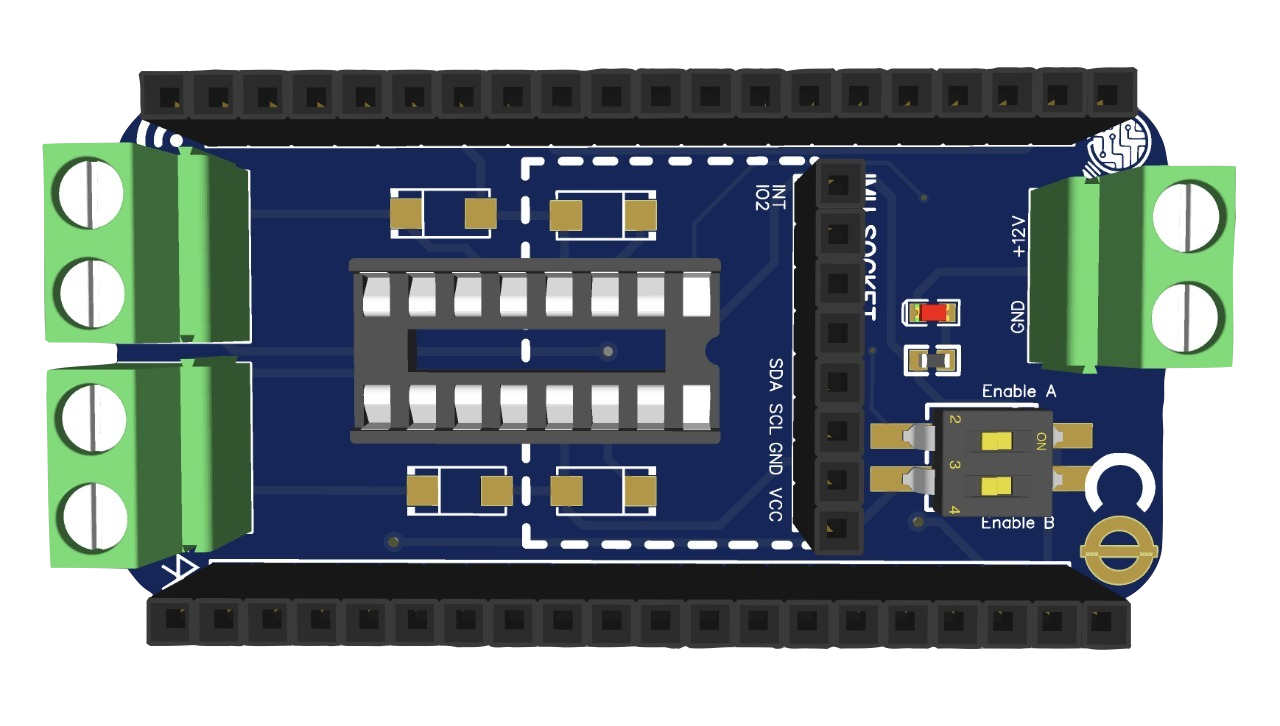 INT
IO2
IMU SOCKET
+12V
GND
SDA SCL GND VCC
Enable A
2
ON
3
4
Enable B